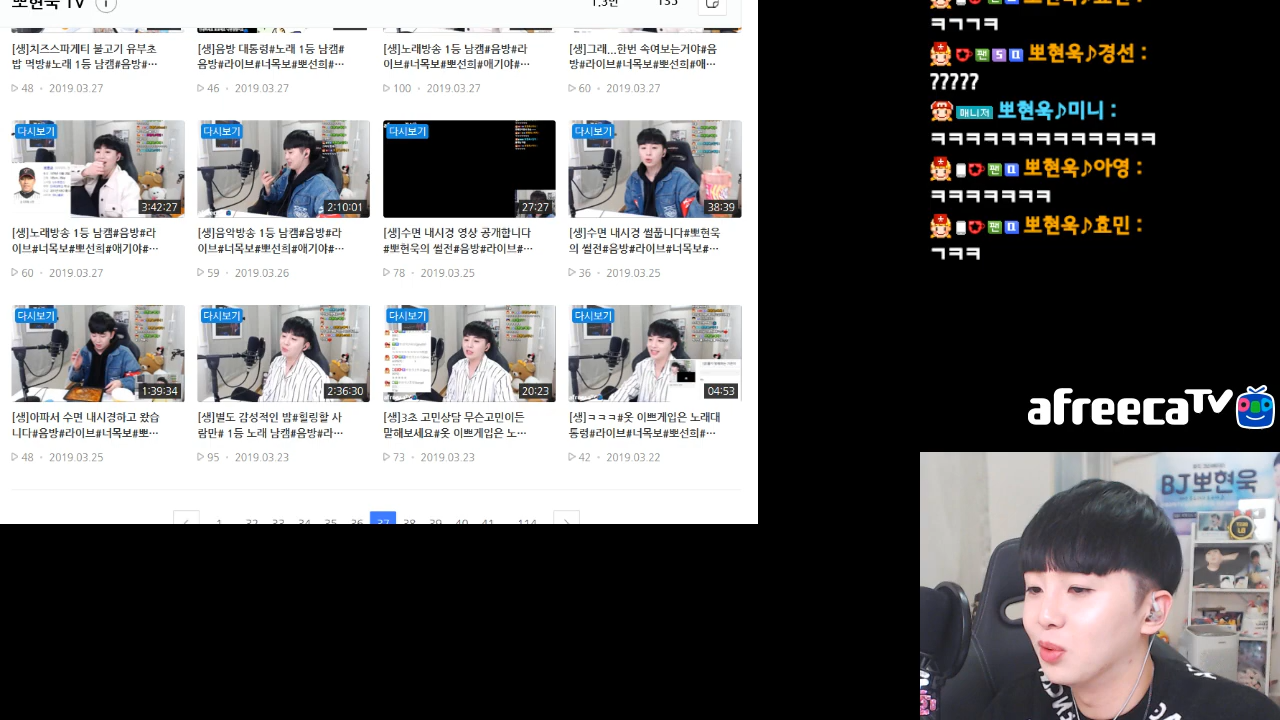 뽀현욱 TV
1.3만
135
[생]치즈스파게티 불고기 유부초
밥 먹방#노래 1등 남캠#음방#…
48 · 2019.03.27
[생]음방 대통령#노래 1등 남캠#
음방#라이브#너목보#뽀선희#…
46 · 2019.03.27
[생]노래방송 1등 남캠#음방#라
이브#너목보#뽀선희#애기야#…
100 · 2019.03.27
[생]그래...한번 속여보는거야#음
방#라이브#너목보#뽀선희#애…
60 · 2019.03.27
다시보기
3:42:27
다시보기
2:10:01
다시보기
27:27
다시보기
38:39
[생]노래방송 1등 남캠#음방#라
이브#너목보#뽀선희#애기야#…
60 · 2019.03.27
[생]음악방송 1등 남캠#음방#라
이브#너목보#뽀선희#애기야#…
59 · 2019.03.26
[생]수면 내시경 영상 공개합니다
#뽀현욱의 썰전#음방#라이브#…
78 · 2019.03.25
[생]수면 내시경 썰풉니다#뽀현욱
의 썰전#음방#라이브#너목보#…
36 · 2019.03.25
다시보기
1:39:34
다시보기
2:36:30
다시보기
20:23
다시보기
04:53
[생]아파서 수면 내시경하고 왔습
니다#음방#라이브#너목보#뽀…
48 · 2019.03.25
[생]별도 감성적인 밤#힐링할 사
람만# 1등 노래 남캠#음방#라…
95 · 2019.03.23
[생]3초 고민상담 무슨고민이든
말해보세요#옷 이쁘게입은 노…
73 · 2019.03.23
[생]ㅋㅋㅋ#옷 이쁘게입은 노래대
통령#라이브#너목보#뽀선희#…
42 · 2019.03.22
1 32 33 34 35 36 37 38 39 40 41 114
뽀현욱♪효민 :
ㅋㄱㄱㅋ
팬 S Q 뽀현욱♪경선 :
?????
매니저 뽀현욱♪미니 :
ㅋㅋㅋㅋㅋㅋㅋㅋㅋㅋㅋㅋㅋ
팬 Q 뽀현욱♪아영 :
ㅋㅋㅋㅋㅋㅋㅋ
팬 Q 뽀현욱♪효민 :
ㄱㅋㅋ
afreecaTV
BJ뽀현욱